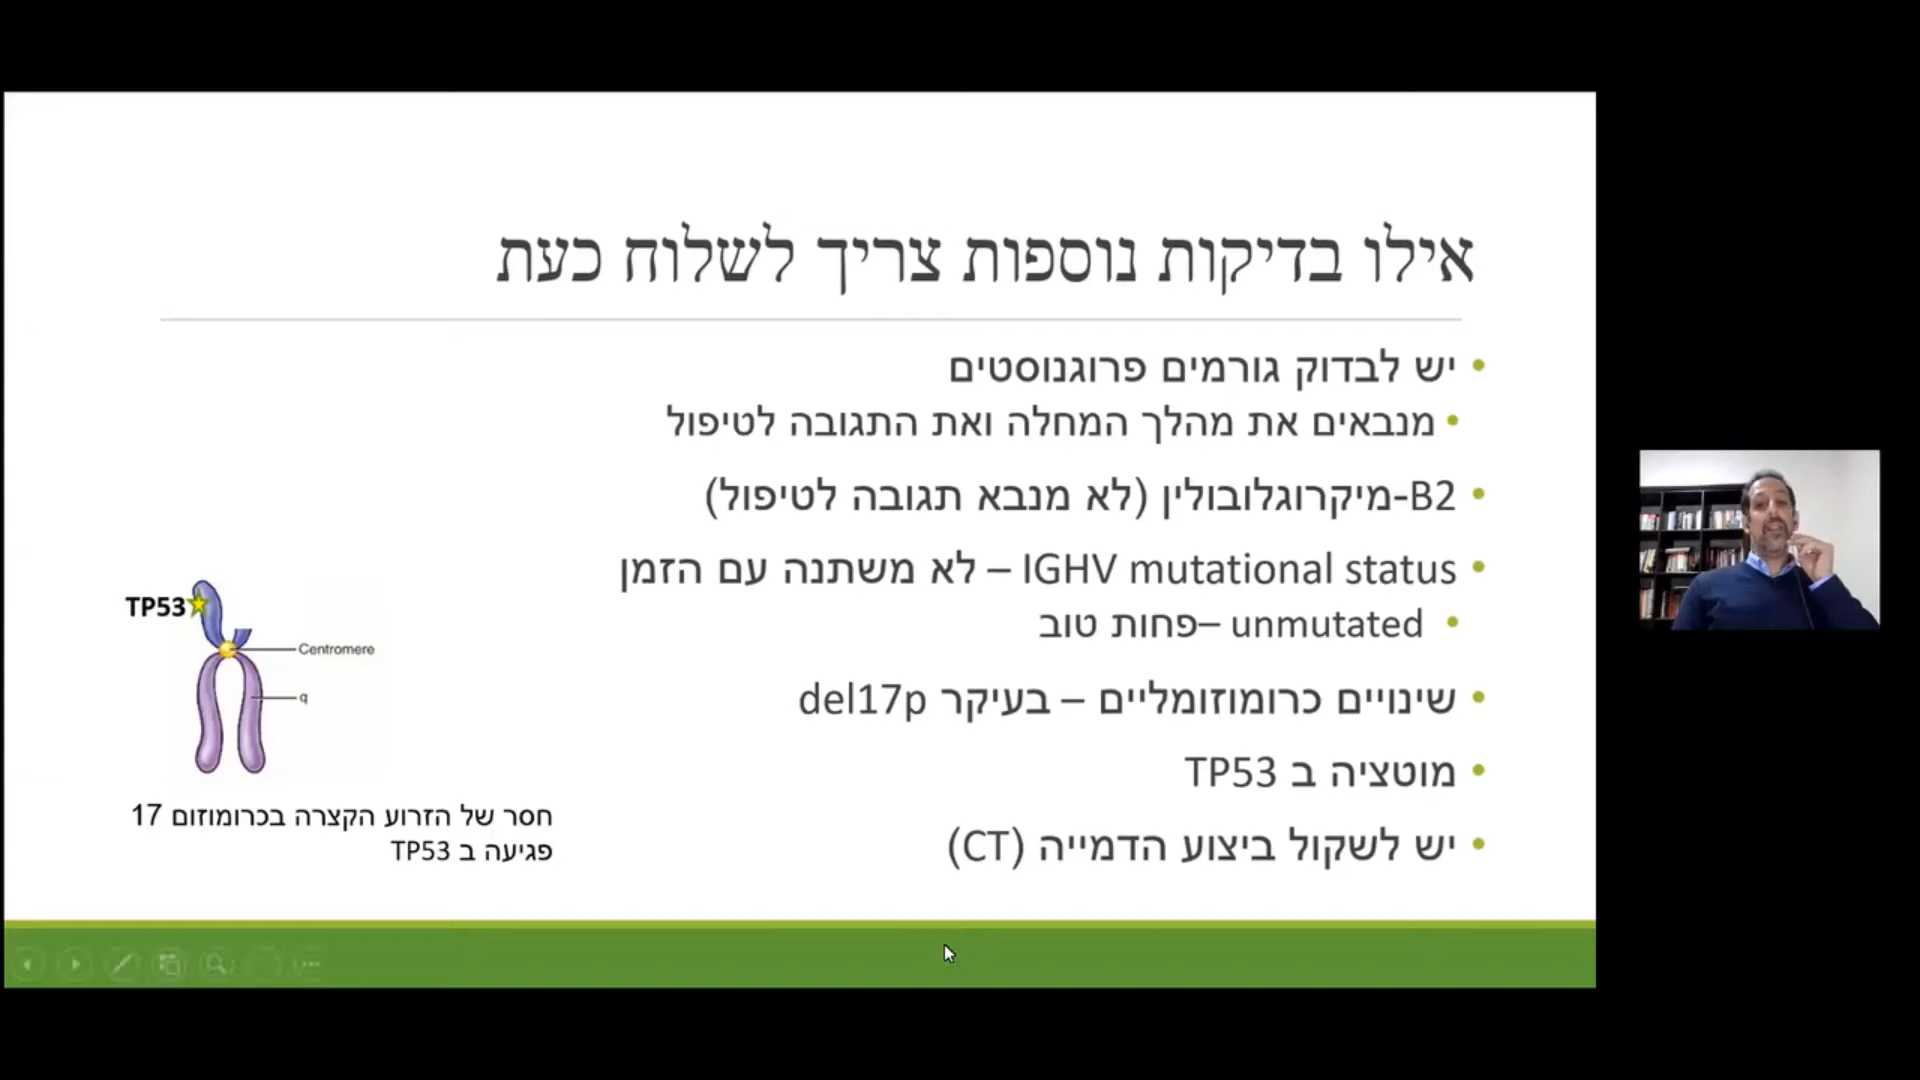 אילו בדיקות נוספות צריך לשלוח כעת
• יש לבדוק גורמים פרוגנוסטים
• מנבאים את מהלך המחלה ואת התגובה לטיפול
• B2-מיקרוגלובולין (לא מנבא תגובה לטיפול)
• IGHV mutational status – לא משתנה עם הזמן
• unmutated –פחות טוב
• שינויים כרומוזומליים – בעיקר del17p
• מוטציה ב TP53
• יש לשקול ביצוע הדמייה (CT)
TP53
Centromere
q
חסר של הזרוע הקצרה בכרומוזום 17
פגיעה ב TP53